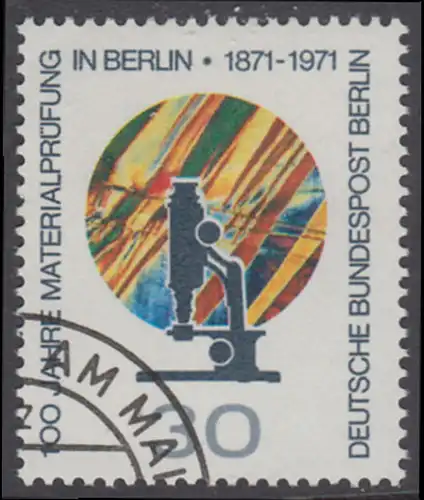 100 JAHRE MATERIALPRÜFUNG
IN BERLIN • 1871-1971
DEUTSCHE BUNDESPOST BERLIN
30
AM MAI